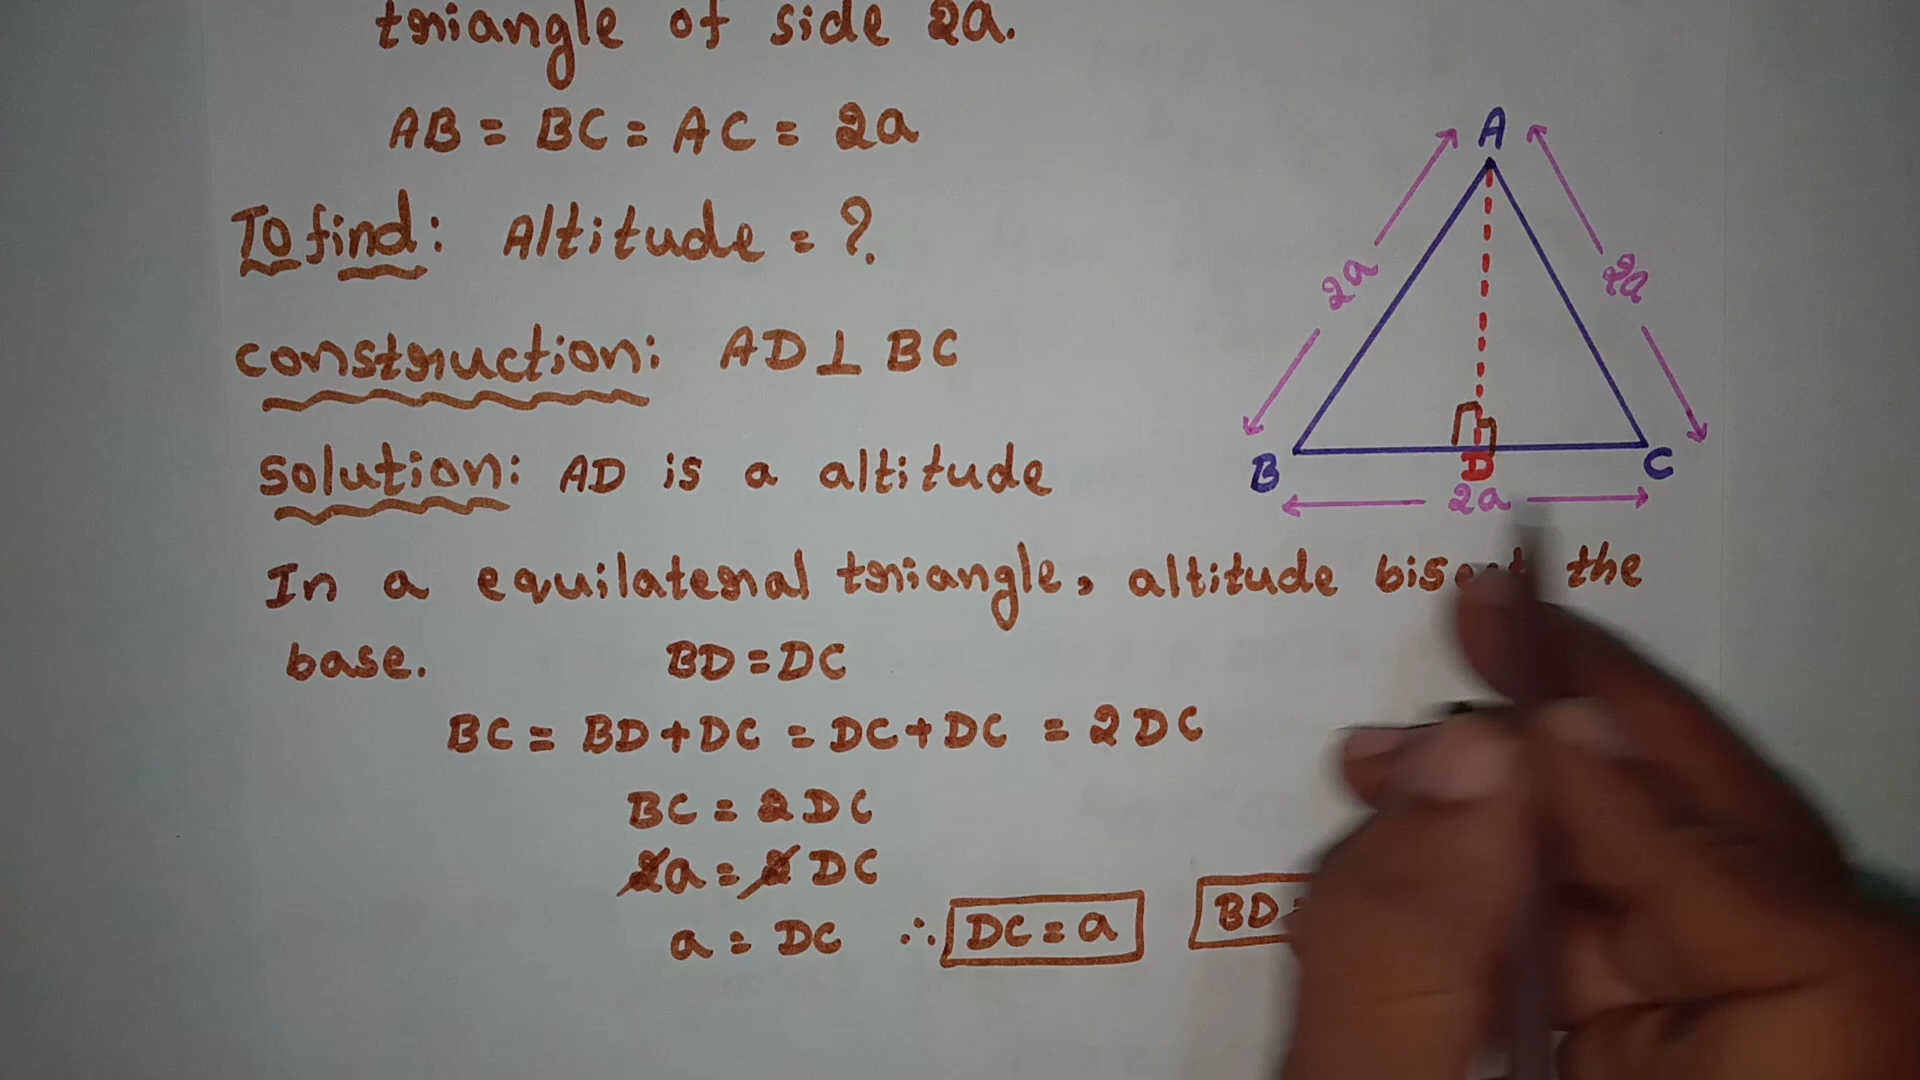 triangle of side 2a.
AB = BC = AC = 2a
To find: Altitude = ?
construction: AD ⊥ BC
solution: AD is a altitude
In a equilateral triangle, altitude the
base. BD = DC
BC = BD + DC = DC + DC = 2DC
BC = 2DC
2a = 2DC
a = DC ∴ DC = a BD =
A
2a 2a
B D C
2a